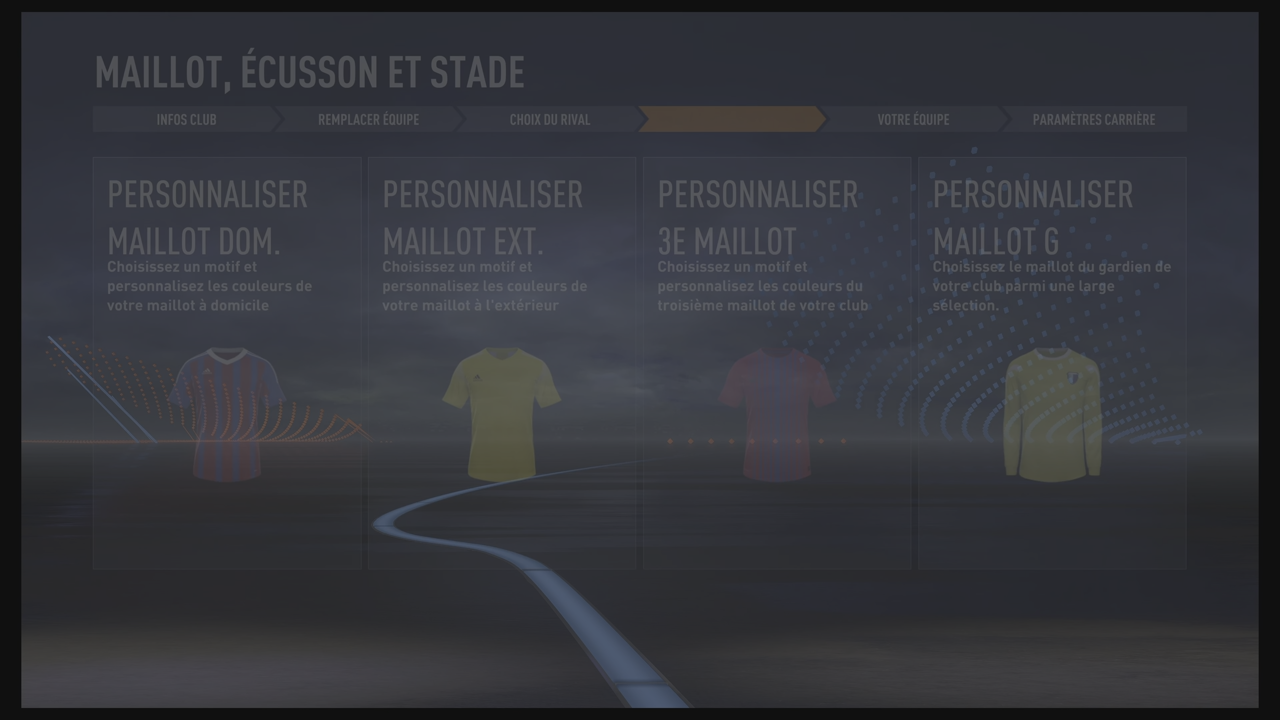 MAILLOT, ÉCUSSON ET STADE
INFOS CLUB
REMPLACER ÉQUIPE
CHOIX DU RIVAL
VOTRE ÉQUIPE
PARAMÈTRES CARRIÈRE
PERSONNALISER
MAILLOT DOM.
Choisissez un motif et
personnalisez les couleurs de
votre maillot à domicile
PERSONNALISER
MAILLOT EXT.
Choisissez un motif et
personnalisez les couleurs de
votre maillot à l'extérieur
PERSONNALISER
3E MAILLOT
Choisissez un motif et
personnalisez les couleurs du
troisième maillot de votre club
PERSONNALISER
MAILLOT G
Choisissez le maillot du gardien de
votre club parmi une large
sélection.